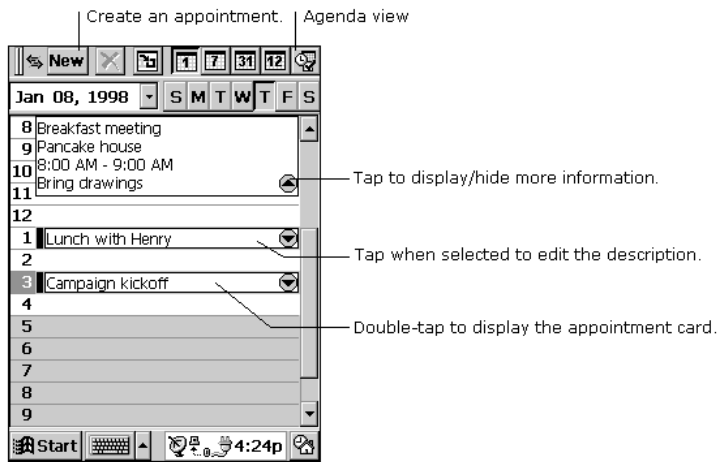 Create an appointment. Agenda view
New 1 7 31 12
Jan 08, 1998 S M T W T F S
8 Breakfast meeting
9 Pancake house
10 8:00 AM - 9:00 AM
11 Bring drawings
Tap to display/hide more information.
12
1 Lunch with Henry
Tap when selected to edit the description.
2
3 Campaign kickoff
4
Double-tap to display the appointment card.
5
6
7
8
9
Start 4:24p